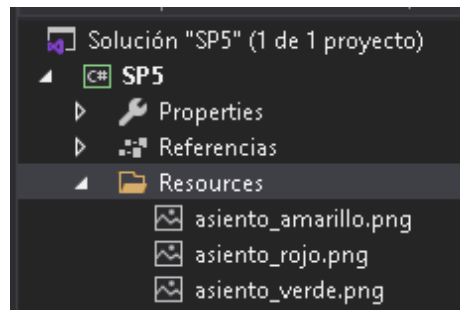 Solución "SP5" (1 de 1 proyecto)
C# SP5
Properties
Referencias
Resources
asiento_amarillo.png
asiento_rojo.png
asiento_verde.png